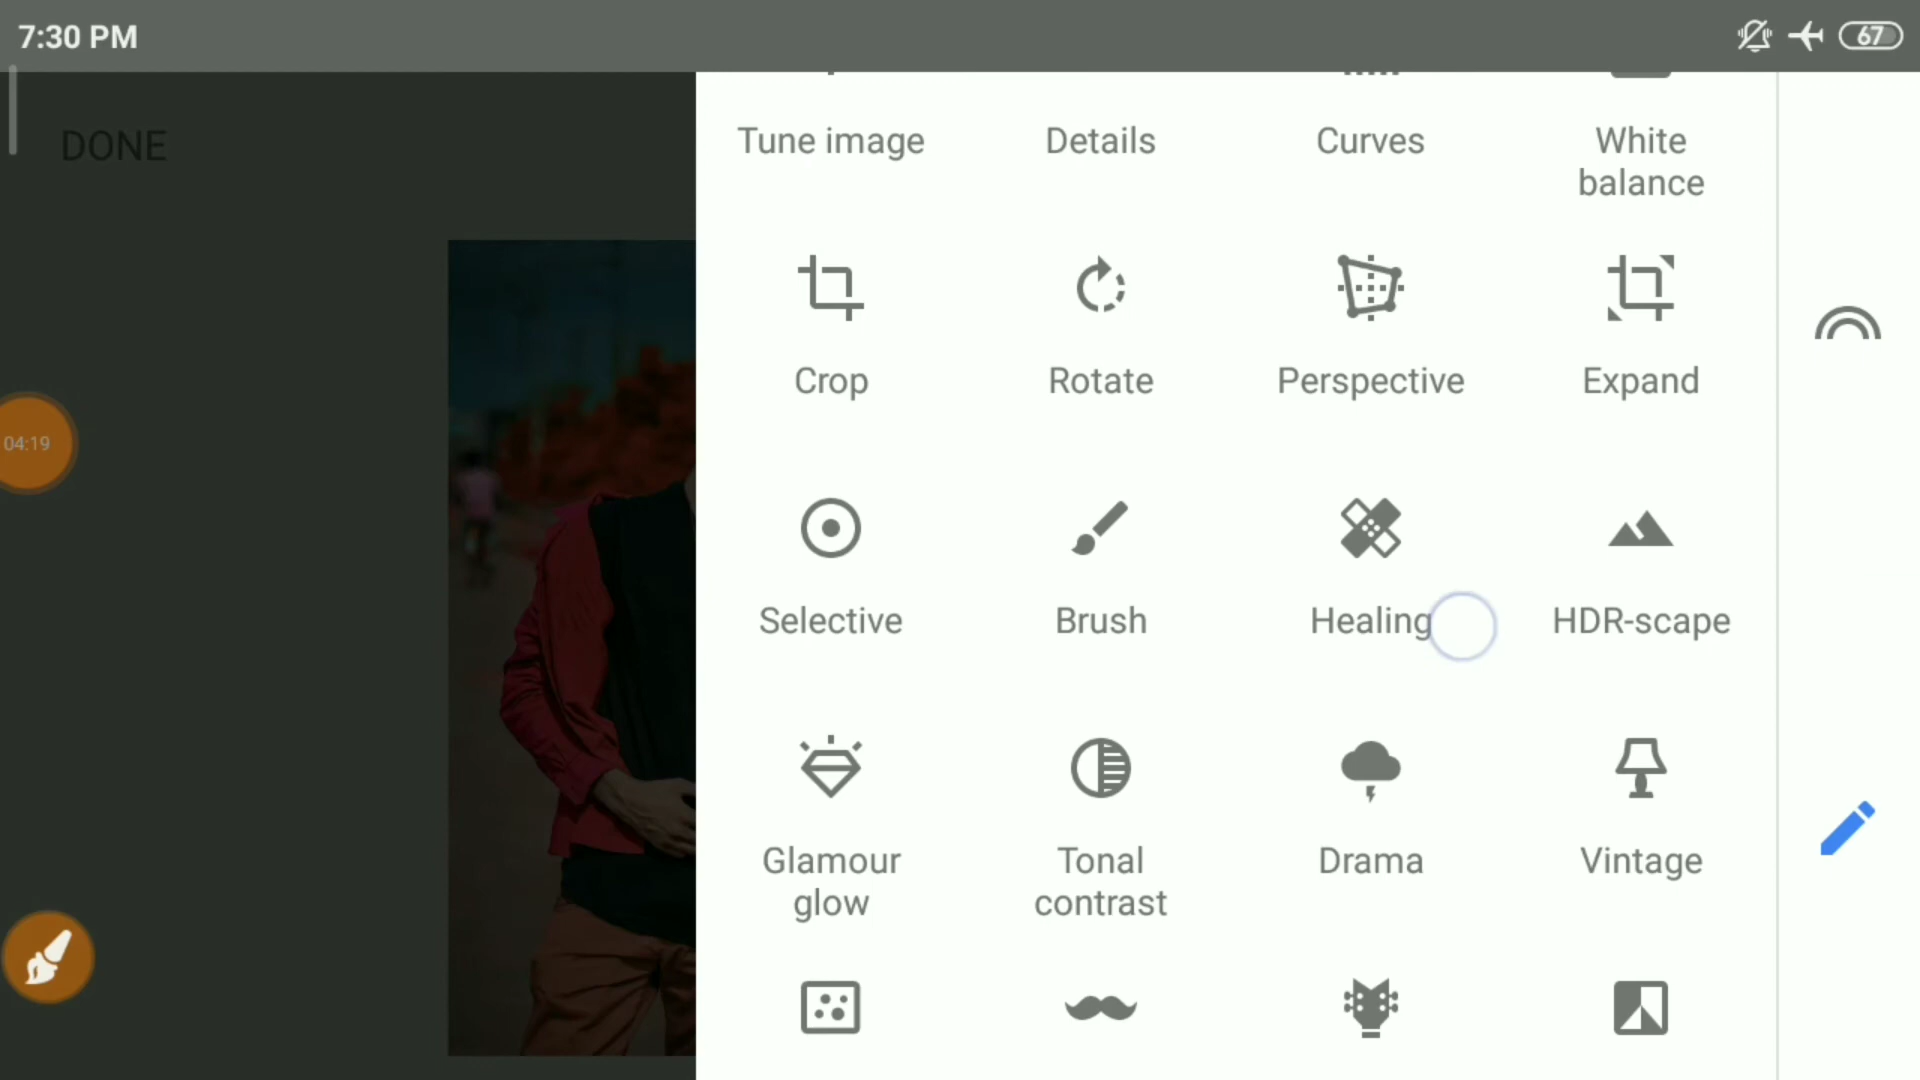 7:30 PM
67
DONE
Tune image
Details
Curves
White
balance
Crop
Rotate
Perspective
Expand
04:19
Selective
Brush
Healing
HDR-scape
Glamour
glow
Tonal
contrast
Drama
Vintage